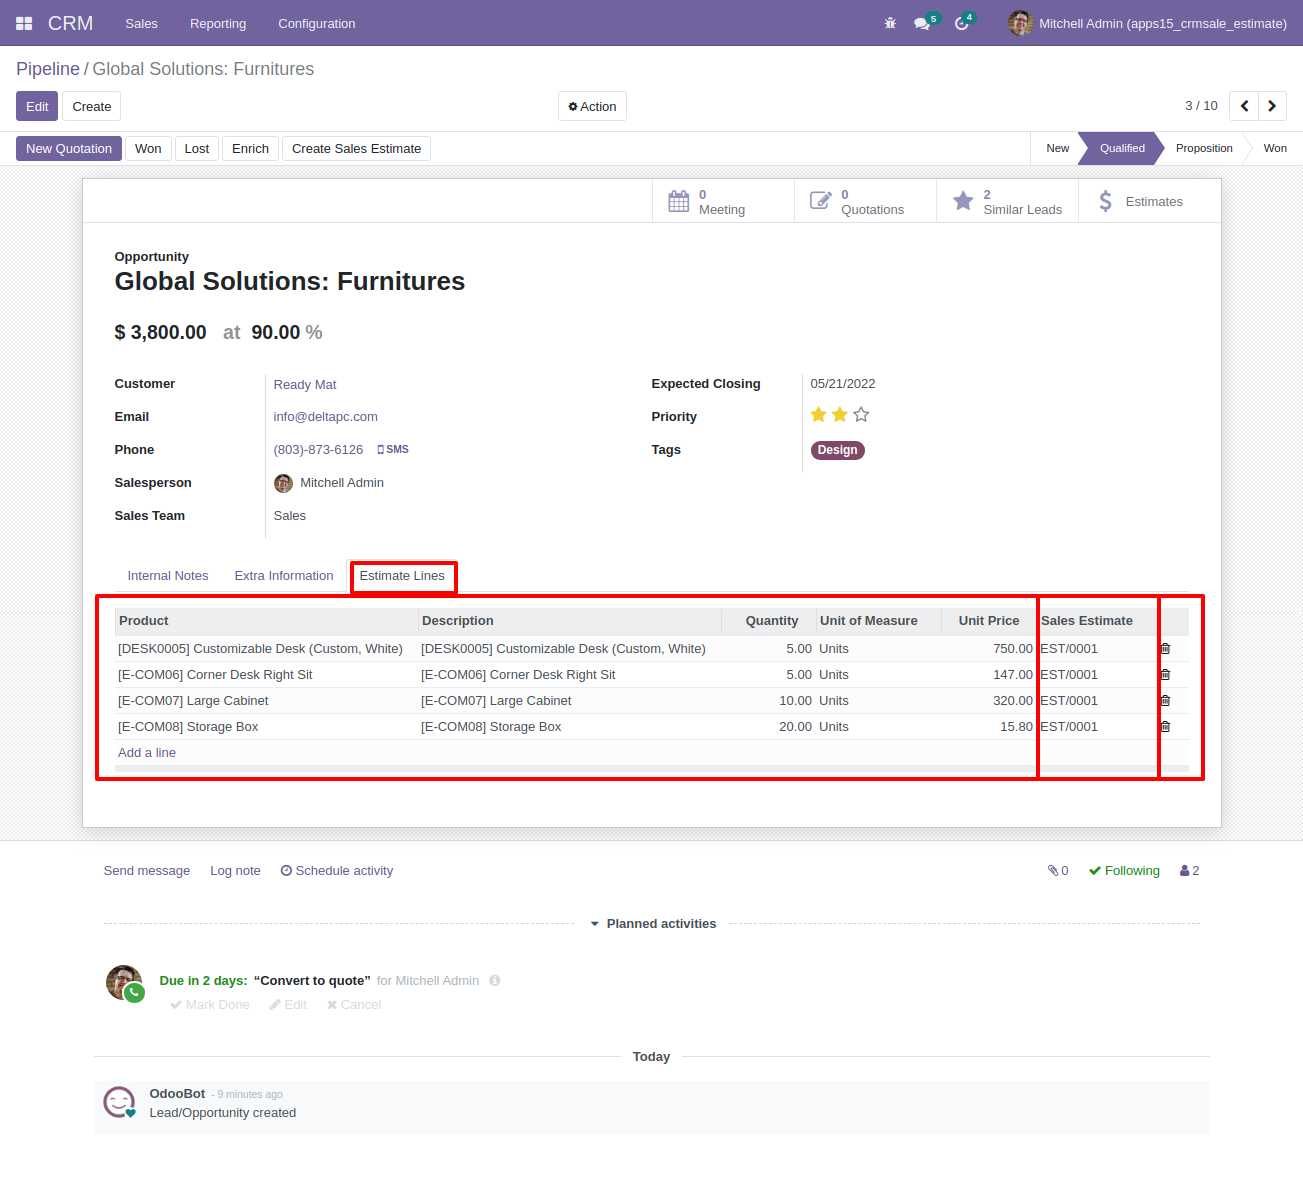 CRM Sales Reporting Configuration 5 4 Mitchell Admin (apps15_crmsale_estimate)
Pipeline / Global Solutions: Furnitures
Edit Create Action 3 / 10
New Quotation Won Lost Enrich Create Sales Estimate New Qualified Proposition Won
0 Meeting 0 Quotations 2 Similar Leads Estimates
Opportunity
Global Solutions: Furnitures
$ 3,800.00 at 90.00 %
Customer Ready Mat Expected Closing 05/21/2022
Email info@deltapc.com Priority
Phone (803)-873-6126 SMS Tags Design
Salesperson Mitchell Admin
Sales Team Sales
Internal Notes Extra Information Estimate Lines
Product Description Quantity Unit of Measure Unit Price Sales Estimate
[DESK0005] Customizable Desk (Custom, White) [DESK0005] Customizable Desk (Custom, White) 5.00 Units 750.00 EST/0001
[E-COM06] Corner Desk Right Sit [E-COM06] Corner Desk Right Sit 5.00 Units 147.00 EST/0001
[E-COM07] Large Cabinet [E-COM07] Large Cabinet 10.00 Units 320.00 EST/0001
[E-COM08] Storage Box [E-COM08] Storage Box 20.00 Units 15.80 EST/0001
Add a line
Send message Log note Schedule activity 0 Following 2
Planned activities
Due in 2 days: “Convert to quote” for Mitchell Admin
Mark Done Edit Cancel
Today
OdooBot - 9 minutes ago
Lead/Opportunity created